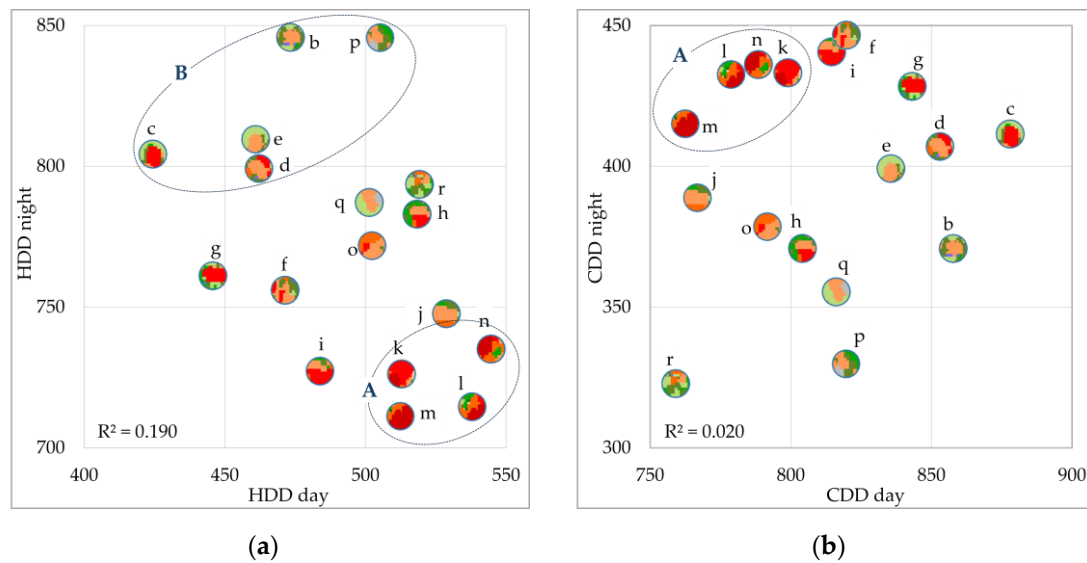 850
800
750
700
HDD night
b
p
B
c
e
d
r
q
h
o
g
f
j
n
i
k
A
l
m
R² = 0.190
400
450
500
550
HDD day
(a)
450
400
350
300
CDD night
A
l
n
k
f
i
g
m
c
d
e
j
o
h
b
q
p
r
R² = 0.020
750
800
850
900
CDD day
(b)